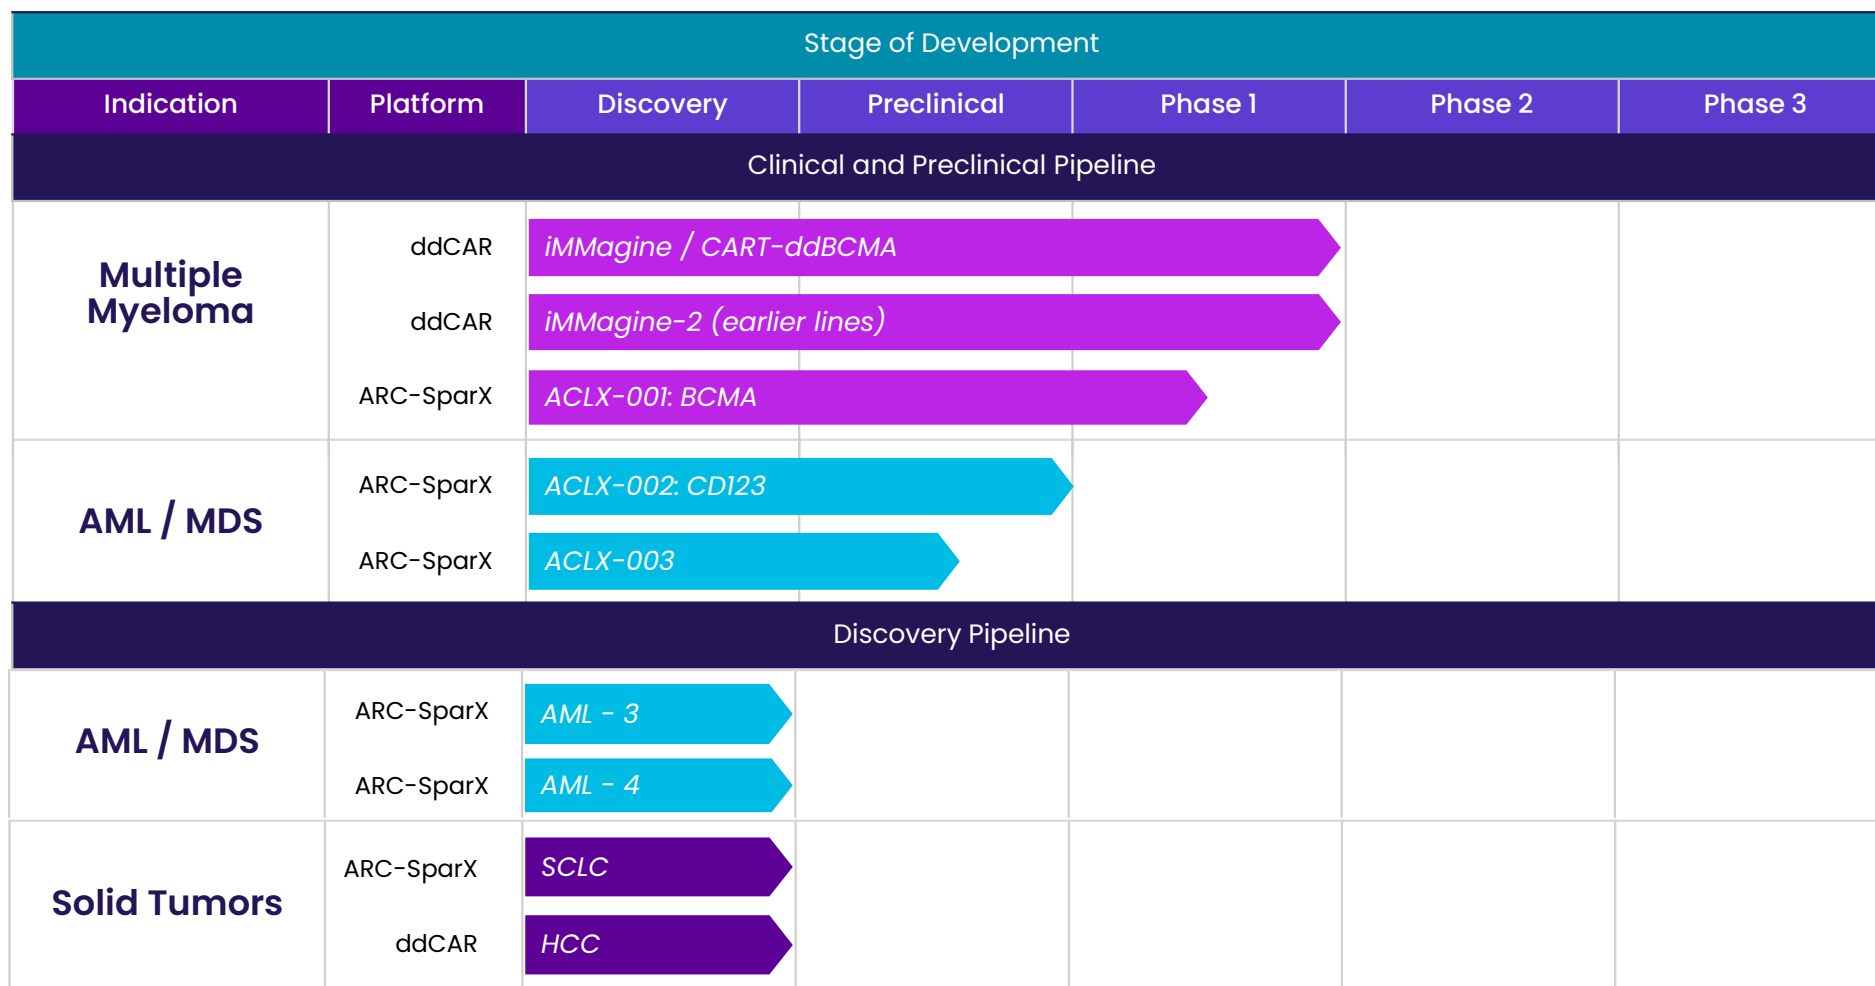 Stage of Development
Indication Platform Discovery Preclinical Phase 1 Phase 2 Phase 3
Clinical and Preclinical Pipeline
Multiple
Myeloma
ddCAR iMMagine / CART-ddBCMA
ddCAR iMMagine-2 (earlier lines)
ARC-SparX ACLX-001: BCMA
AML / MDS
ARC-SparX ACLX-002: CD123
ARC-SparX ACLX-003
Discovery Pipeline
AML / MDS
ARC-SparX AML - 3
ARC-SparX AML - 4
Solid Tumors
ARC-SparX SCLC
ddCAR HCC